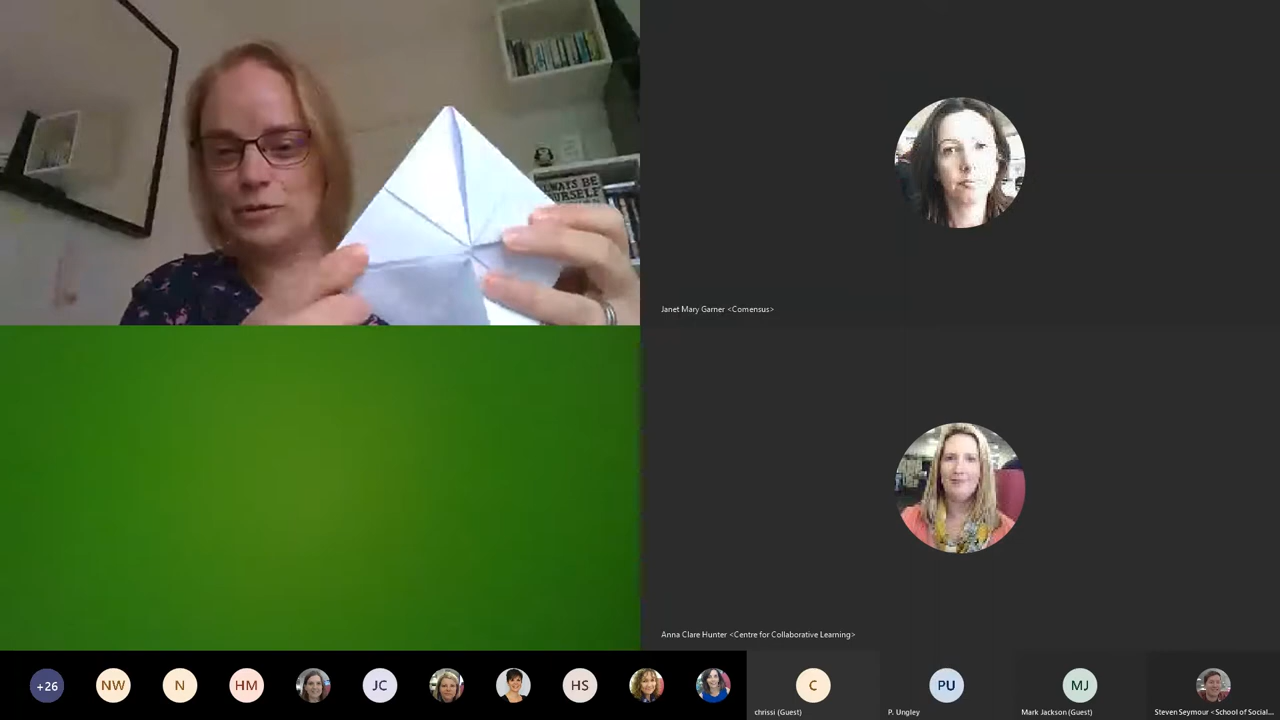 ALWAYS BE
YOURSELF
Janet Mary Garner <Comensus>
Anna Clare Hunter <Centre for Collaborative Learning>
+26
NW
N
HM
JC
HS
C
PU
MJ
chrissi (Guest)
P. Ungley
Mark Jackson (Guest)
Steven Seymour <School of Social...